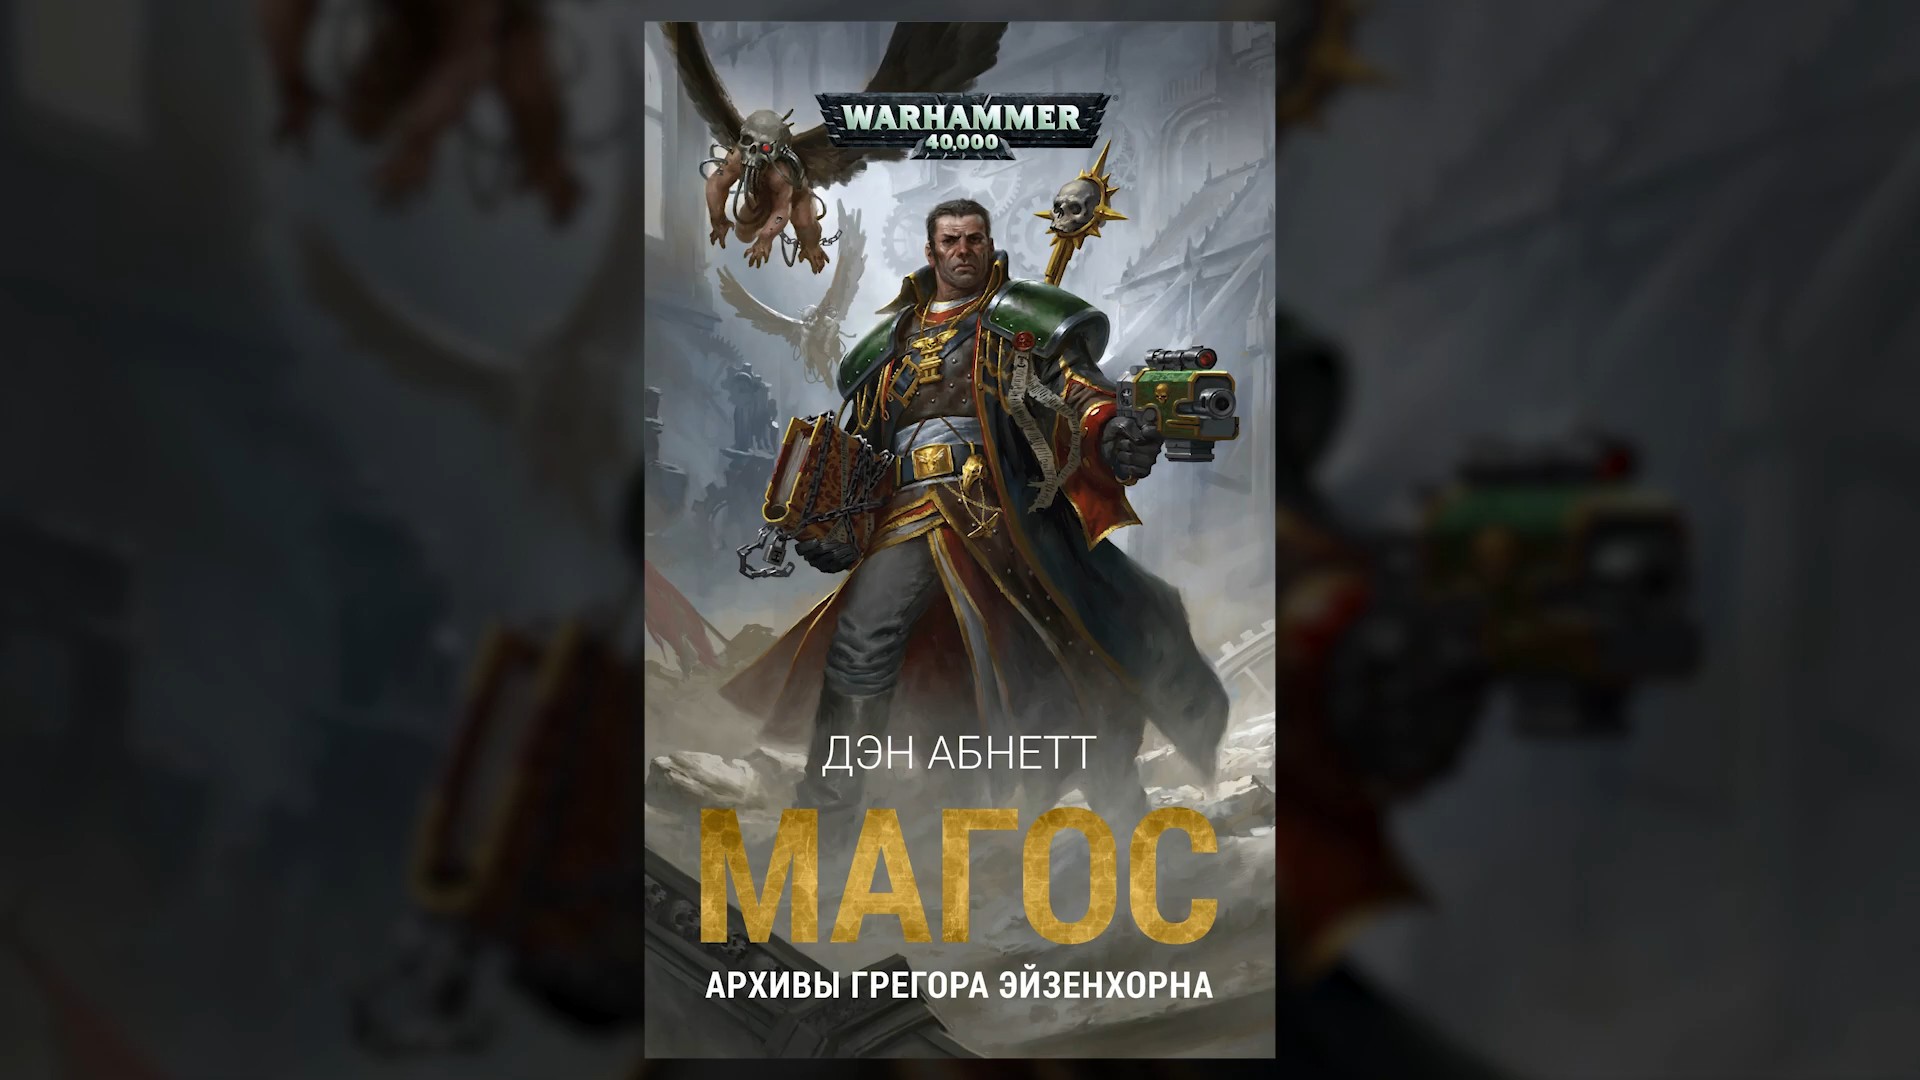 WARHAMMER
40,000
ДЭН АБНЕТТ
МАГОС
АРХИВЫ ГРЕГОРА ЭЙЗЕНХОРНА